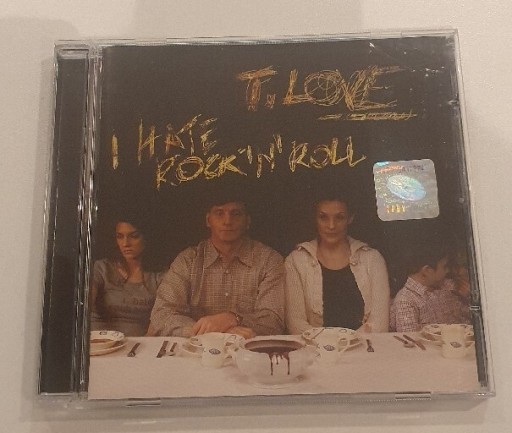 T. LOVE
I HATE
ROCK'N'ROLL